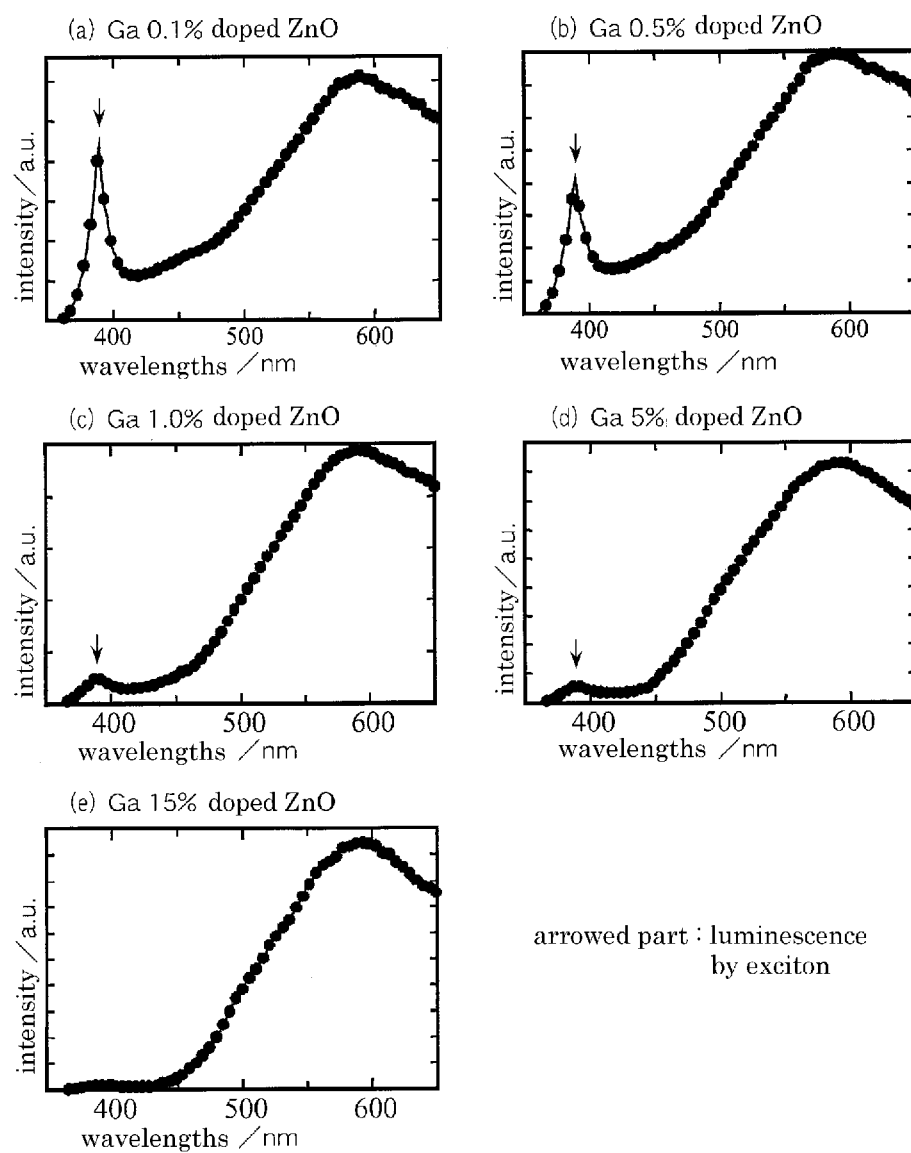 (a) Ga 0.1% doped ZnO
intensity/a.u.
400 500 600
wavelengths /nm
(b) Ga 0.5% doped ZnO
intensity/a.u.
400 500 600
wavelengths /nm
(c) Ga 1.0% doped ZnO
intensity/a.u.
400 500 600
wavelengths /nm
(d) Ga 5% doped ZnO
intensity/a.u.
400 500 600
wavelengths /nm
(e) Ga 15% doped ZnO
intensity/a.u.
400 500 600
wavelengths /nm
arrowed part : luminescence
by exciton